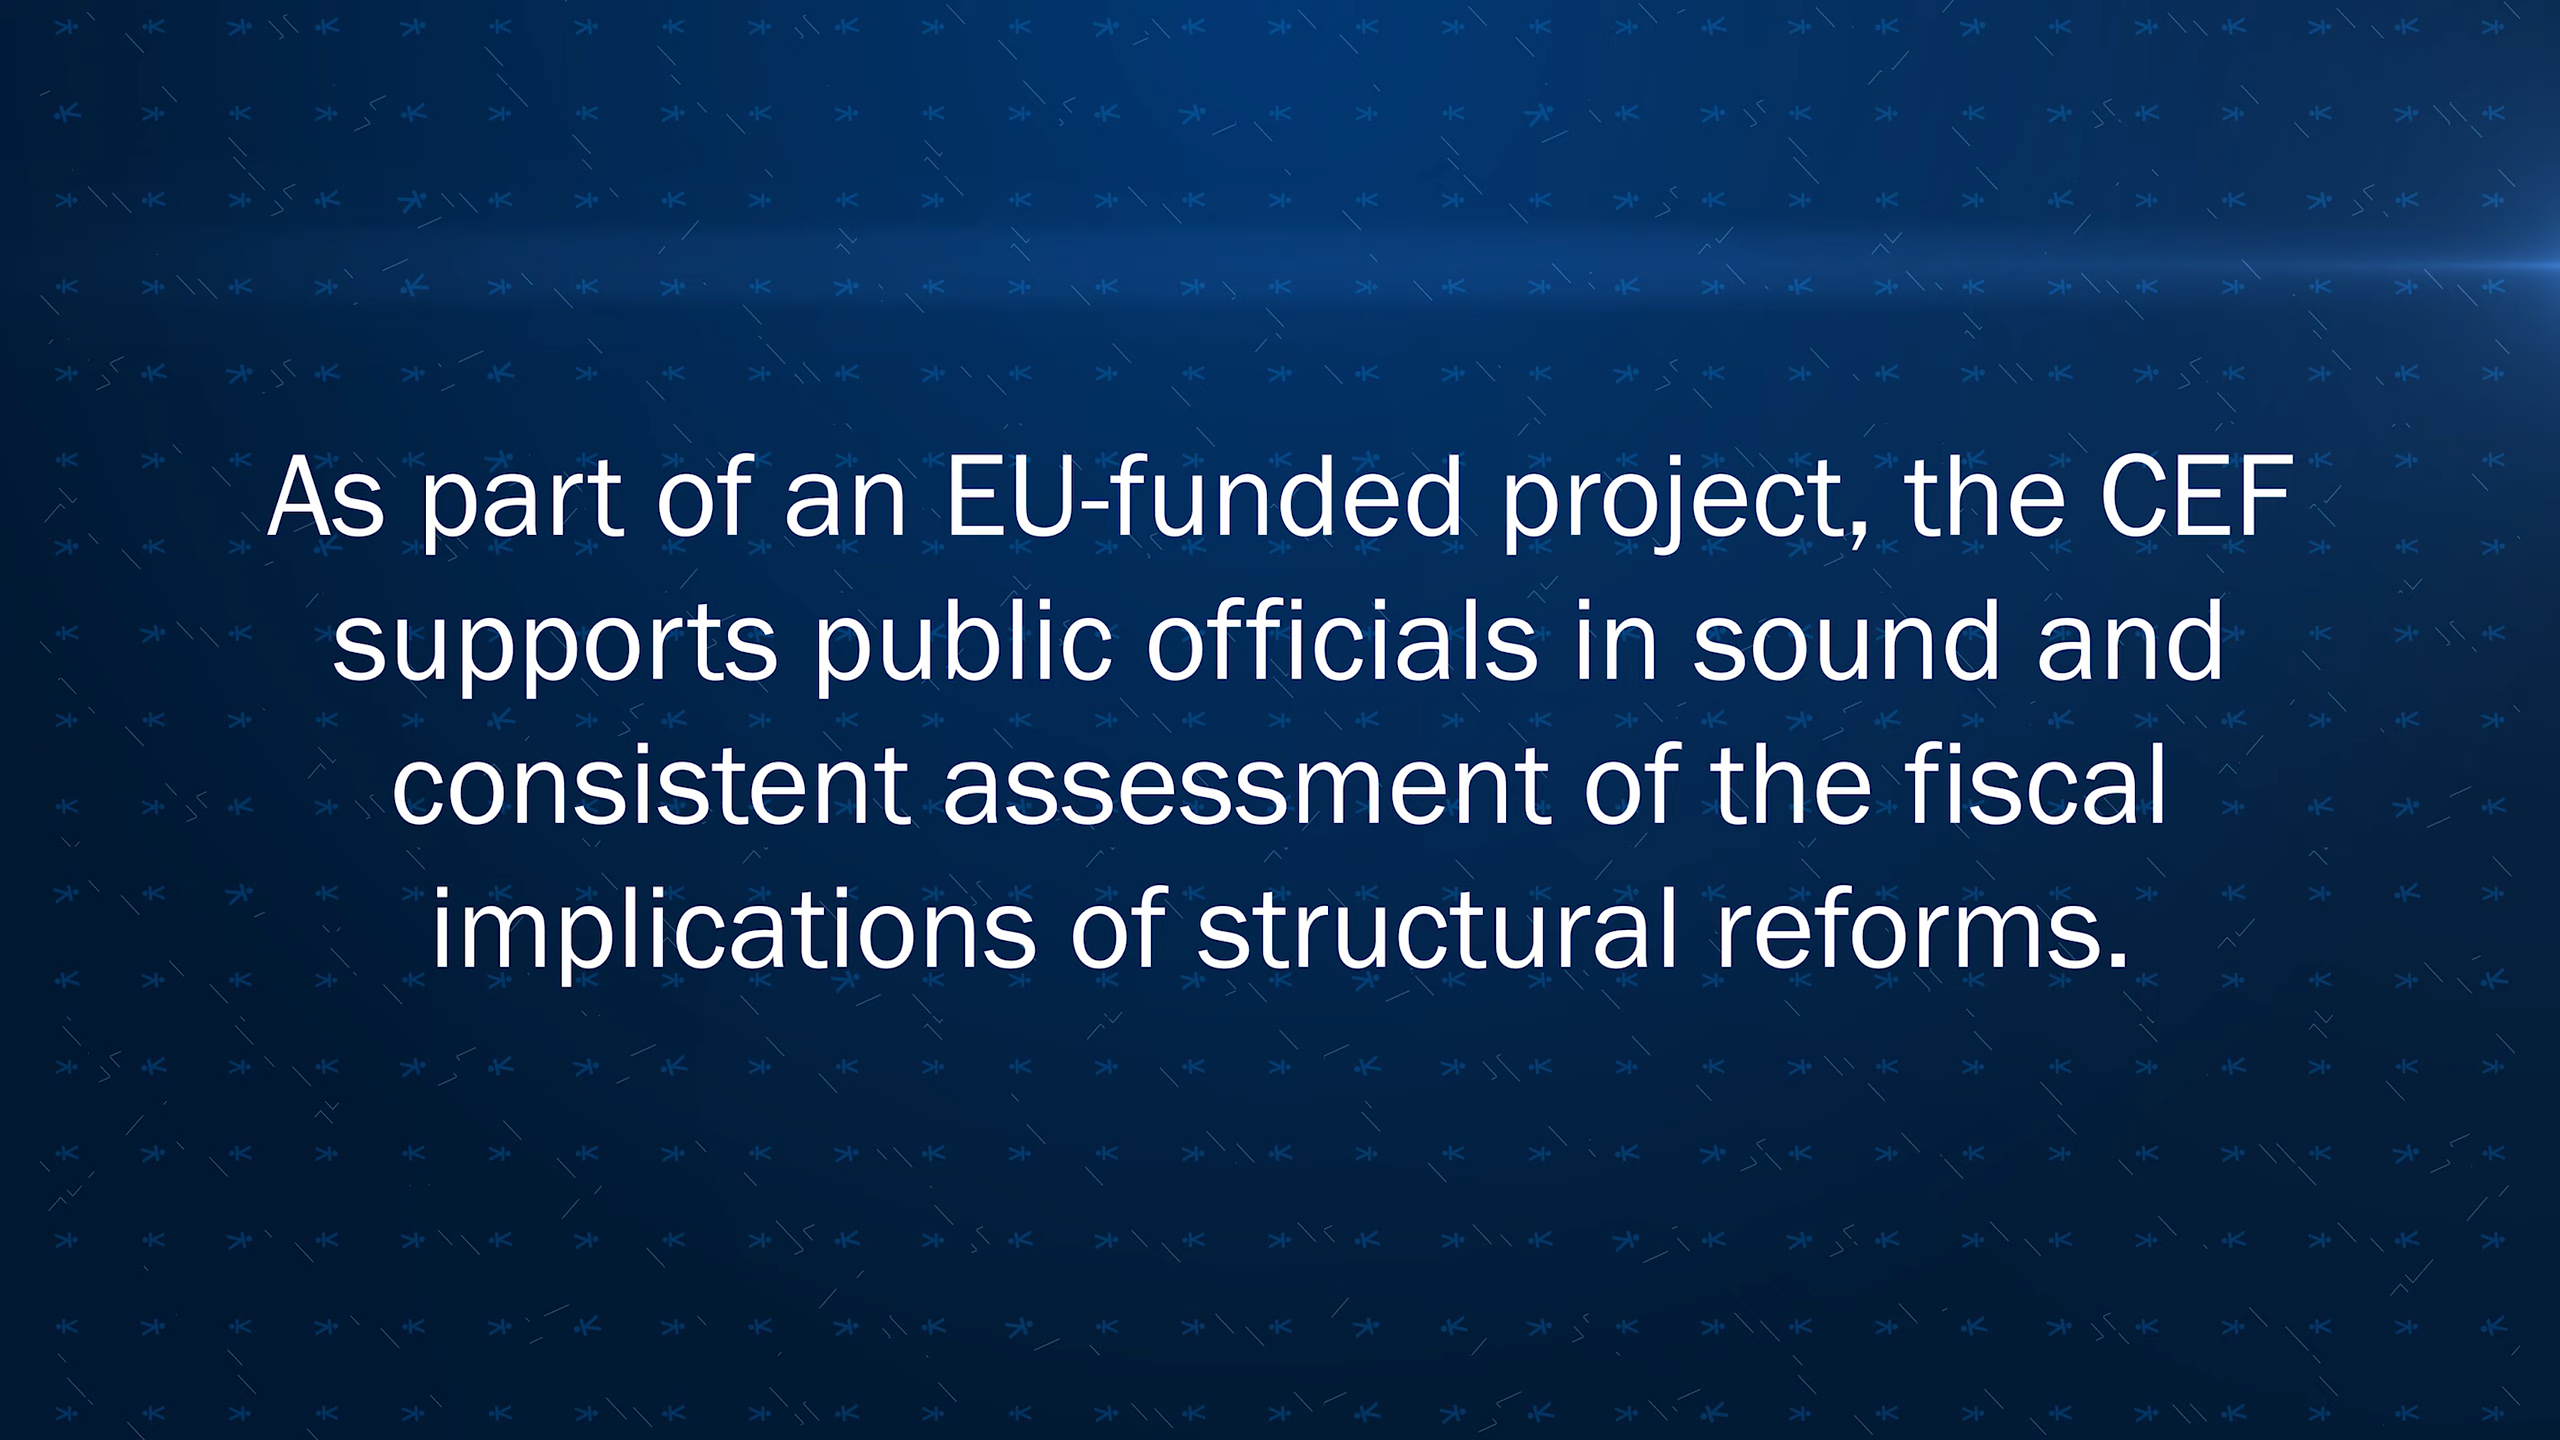 As part of an EU-funded project, the CEF
supports public officials in sound and
consistent assessment of the fiscal
implications of structural reforms.